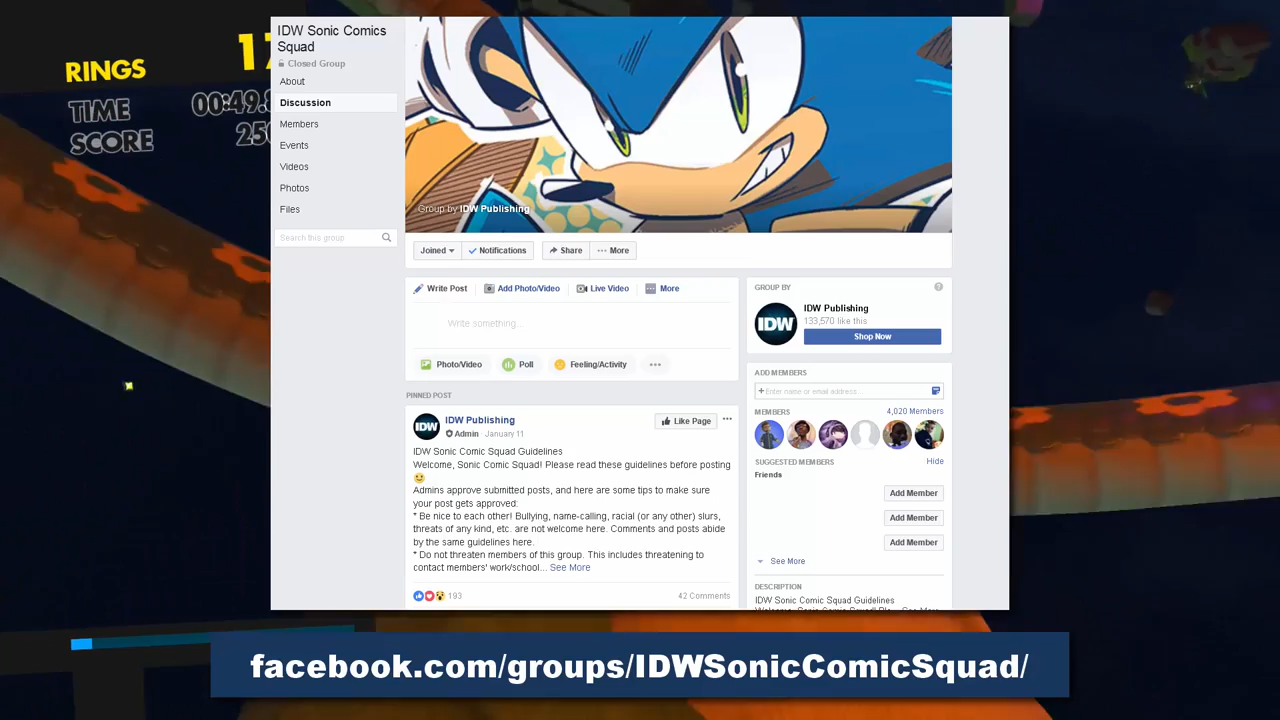 RINGS
TIME 00:49.
SCORE
IDW Sonic Comics
Squad
Closed Group
About
Discussion
Members
Events
Videos
Photos
Files
Search this group
Group by IDW Publishing
Joined Notifications Share More
Write Post Add Photo/Video Live Video More
Write something...
Photo/Video Poll Feeling/Activity
PINNED POST
IDW
IDW Publishing
Admin · January 11
Like Page
IDW Sonic Comic Squad Guidelines
Welcome, Sonic Comic Squad! Please read these guidelines before posting
Admins approve submitted posts, and here are some tips to make sure
your post gets approved:
* Be nice to each other! Bullying, name-calling, racial (or any other) slurs,
threats of any kind, etc. are not welcome here. Comments and posts abide
by the same guidelines here.
* Do not threaten members of this group. This includes threatening to
contact members' work/school... See More
193
42 Comments
GROUP BY
IDW
IDW Publishing
133,570 like this
Shop Now
ADD MEMBERS
+ Enter name or email address...
MEMBERS 4,020 Members
SUGGESTED MEMBERS Hide
Friends
Add Member
Add Member
Add Member
See More
DESCRIPTION
IDW Sonic Comic Squad Guidelines
facebook.com/groups/IDWSonicComicSquad/